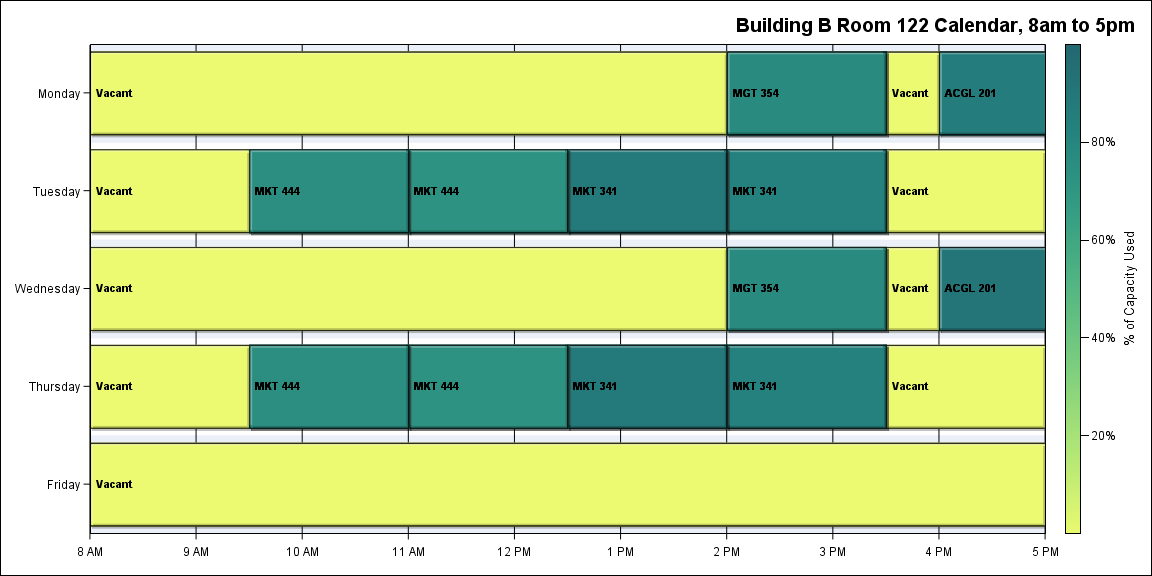 Building B Room 122 Calendar, 8am to 5pm
Monday
Vacant
MGT 354
Vacant
ACGL 201
Tuesday
Vacant
MKT 444
MKT 444
MKT 341
MKT 341
Vacant
Wednesday
Vacant
MGT 354
Vacant
ACGL 201
Thursday
Vacant
MKT 444
MKT 444
MKT 341
MKT 341
Vacant
Friday
Vacant
8 AM
9 AM
10 AM
11 AM
12 PM
1 PM
2 PM
3 PM
4 PM
5 PM
80%
60%
40%
20%
% of Capacity Used